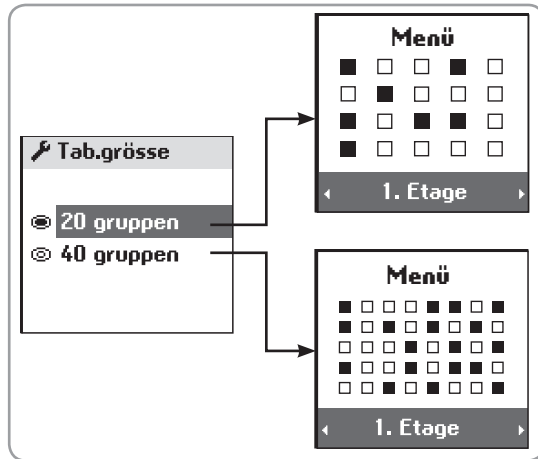 Tab.grösse
20 gruppen
40 gruppen
Menü
1. Etage
Menü
1. Etage